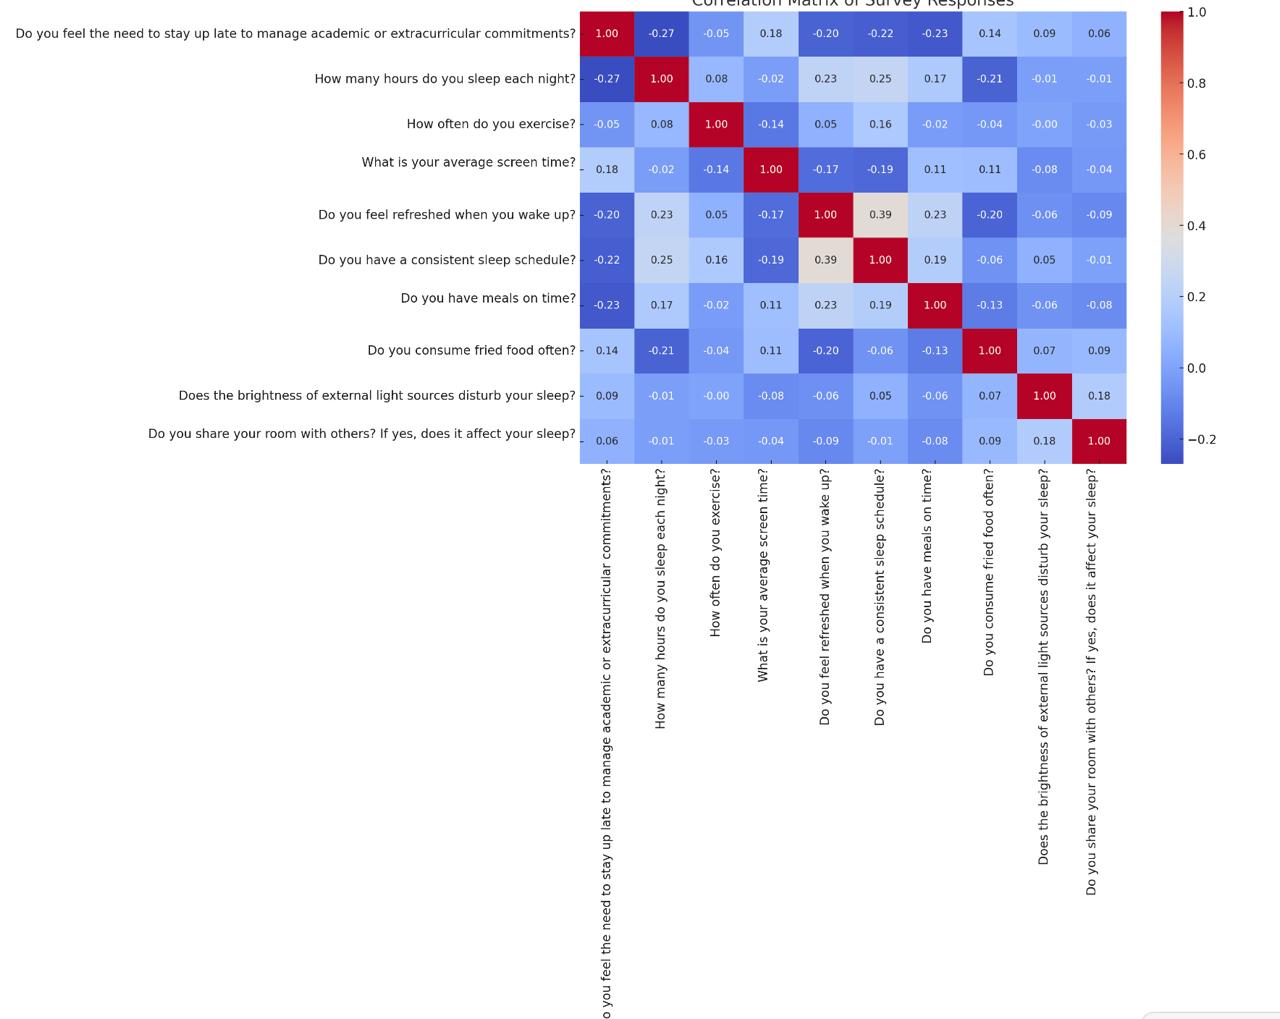 Correlation Matrix of Survey Responses
Do you feel the need to stay up late to manage academic or extracurricular commitments? 1.00 -0.27 -0.05 0.18 -0.20 -0.22 -0.23 0.14 0.09 0.06
How many hours do you sleep each night? -0.27 1.00 0.08 -0.02 0.23 0.25 0.17 -0.21 -0.01 -0.01
How often do you exercise? -0.05 0.08 1.00 -0.14 0.05 0.16 -0.02 -0.04 -0.00 -0.03
What is your average screen time? 0.18 -0.02 -0.14 1.00 -0.17 -0.19 0.11 0.11 -0.08 -0.04
Do you feel refreshed when you wake up? -0.20 0.23 0.05 -0.17 1.00 0.39 0.23 -0.20 -0.06 -0.09
Do you have a consistent sleep schedule? -0.22 0.25 0.16 -0.19 0.39 1.00 0.19 -0.06 0.05 -0.01
Do you have meals on time? -0.23 0.17 -0.02 0.11 0.23 0.19 1.00 -0.13 -0.06 -0.08
Do you consume fried food often? 0.14 -0.21 -0.04 0.11 -0.20 -0.06 -0.13 1.00 0.07 0.09
Does the brightness of external light sources disturb your sleep? 0.09 -0.01 -0.00 -0.08 -0.06 0.05 -0.06 0.07 1.00 0.18
Do you share your room with others? If yes, does it affect your sleep? 0.06 -0.01 -0.03 -0.04 -0.09 -0.01 -0.08 0.09 0.18 1.00
o you feel the need to stay up late to manage academic or extracurricular commitments?
How many hours do you sleep each night?
How often do you exercise?
What is your average screen time?
Do you feel refreshed when you wake up?
Do you have a consistent sleep schedule?
Do you have meals on time?
Do you consume fried food often?
Does the brightness of external light sources disturb your sleep?
Do you share your room with others? If yes, does it affect your sleep?
1.0
0.8
0.6
0.4
0.2
0.0
−0.2